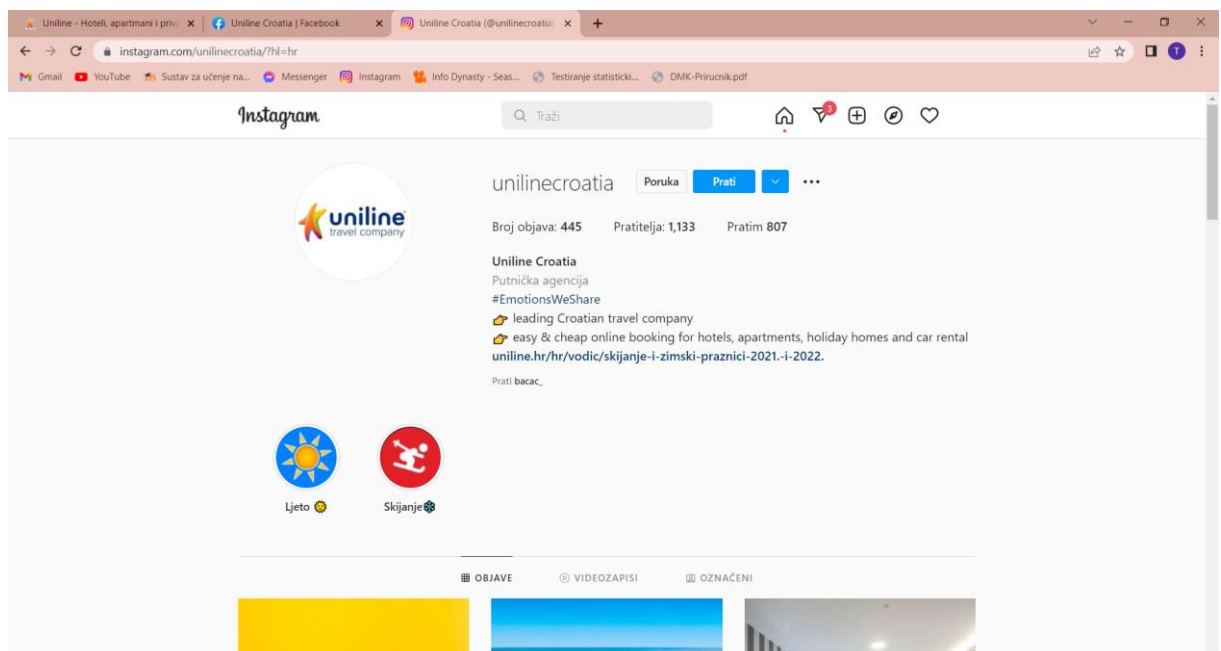 Uniline - Hoteli, apartmani i priva
Uniline Croatia | Facebook
Uniline Croatia (@unilinecroatia)
instagram.com/unilinecroatia/?hl=hr
T
Gmail
YouTube
Sustav za učenje na...
Messenger
Instagram
Info Dynasty - Seas...
Testiranje statisticki...
DMK-Prirucnik.pdf
Instagram
Traži
3
unilinecroatia
Poruka
Prati
Broj objava: 445
Pratitelja: 1,133
Pratim 807
uniline
travel company
Uniline Croatia
Putnička agencija
#EmotionsWeShare
👉 leading Croatian travel company
👉 easy & cheap online booking for hotels, apartments, holiday homes and car rental
uniline.hr/hr/vodic/skijanje-i-zimski-praznici-2021.-i-2022.
Prati bacac_
Ljeto 🌞
Skijanje❄
OBJAVE
VIDEOZAPISI
OZNAČENI